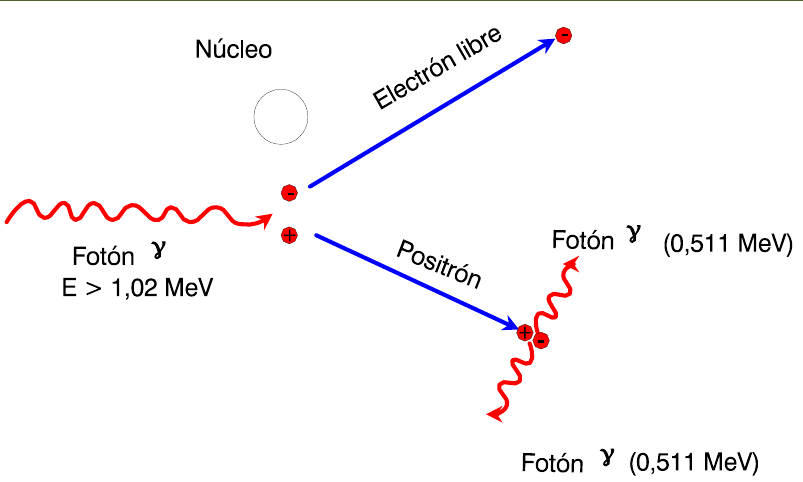 Núcleo
Electrón libre
-
-
+
Fotón γ
E > 1,02 MeV
Positrón
Fotón γ (0,511 MeV)
+
-
Fotón γ (0,511 MeV)